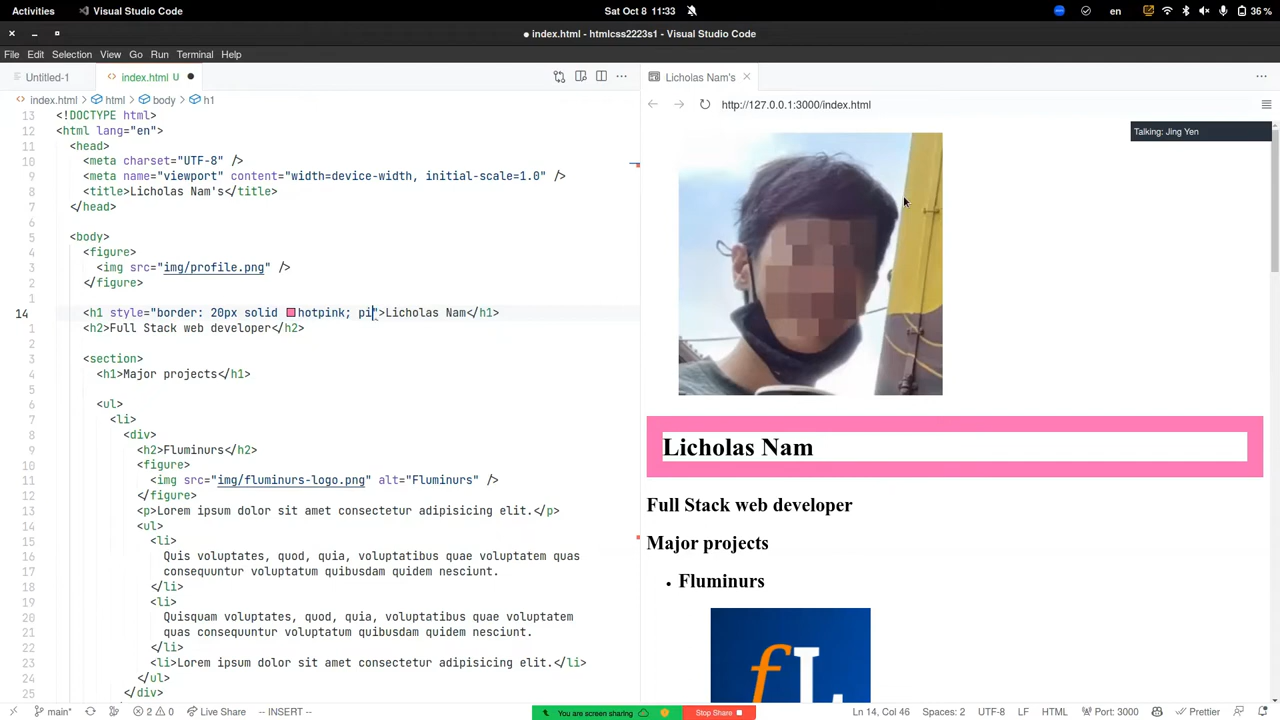 Activities Visual Studio Code Sat Oct 8 11:33 en 36 %
● index.html - htmlcss2223s1 - Visual Studio Code
File Edit Selection View Go Run Terminal Help
Untitled-1 index.html U ● Licholas Nam's
index.html > html > body > h1
http://127.0.0.1:3000/index.html
Talking: Jing Yen
13 <!DOCTYPE html>
12 <html lang="en">
11 <head>
10 <meta charset="UTF-8" />
9 <meta name="viewport" content="width=device-width, initial-scale=1.0" />
8 <title>Licholas Nam's</title>
7 </head>
6
5 <body>
4 <figure>
3 <img src="img/profile.png" />
2 </figure>
1
14 <h1 style="border: 20px solid hotpink; pi">Licholas Nam</h1>
1 <h2>Full Stack web developer</h2>
2
3 <section>
4 <h1>Major projects</h1>
5
6 <ul>
7 <li>
8 <div>
9 <h2>Fluminurs</h2>
10 <figure>
11 <img src="img/fluminurs-logo.png" alt="Fluminurs" />
12 </figure>
13 <p>Lorem ipsum dolor sit amet consectetur adipisicing elit.</p>
14 <ul>
15 <li>
16 Quis voluptates, quod, quia, voluptatibus quae voluptatem quas
17 consequuntur voluptatum quibusdam quidem nesciunt.
18 </li>
19 <li>
20 Quisquam voluptates, quod, quia, voluptatibus quae voluptatem
21 quas consequuntur voluptatum quibusdam quidem nesciunt.
22 </li>
23 <li>Lorem ipsum dolor sit amet consectetur adipisicing elit.</li>
24 </ul>
25 </div>
Licholas Nam
Full Stack web developer
Major projects
• Fluminurs
fL
main* 2 0 Live Share -- INSERT -- You are screen sharing Stop Share Ln 14, Col 46 Spaces: 2 UTF-8 LF HTML Port: 3000 Prettier